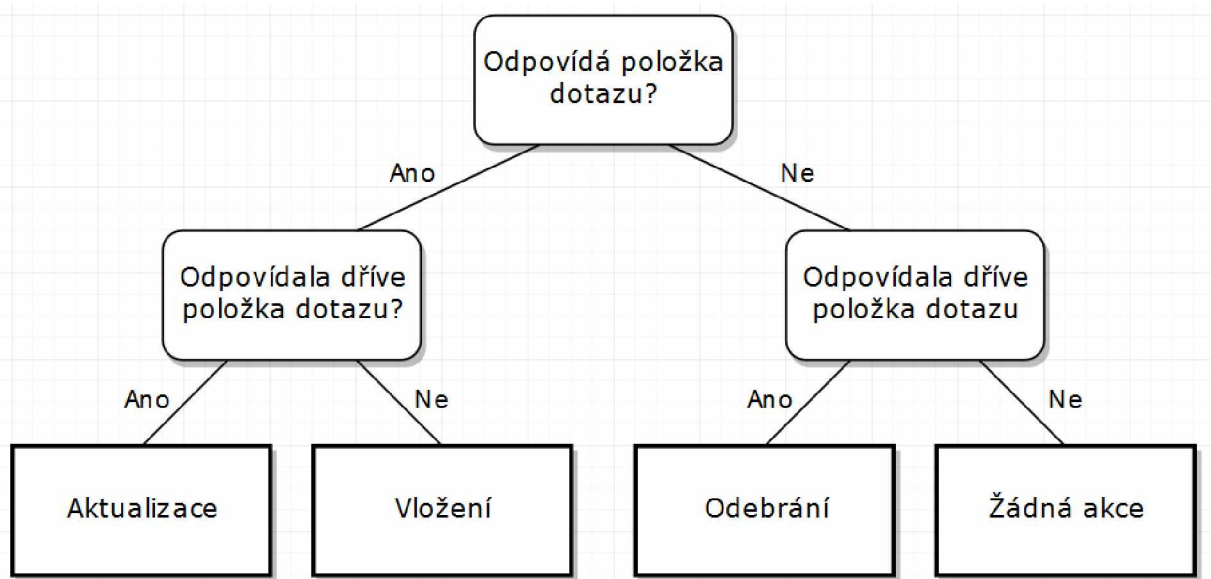 Odpovídá položka
dotazu?
Ano
Ne
Odpovídala dříve
položka dotazu?
Odpovídala dříve
položka dotazu
Ano
Ne
Ano
Ne
Aktualizace
Vložení
Odebrání
Žádná akce